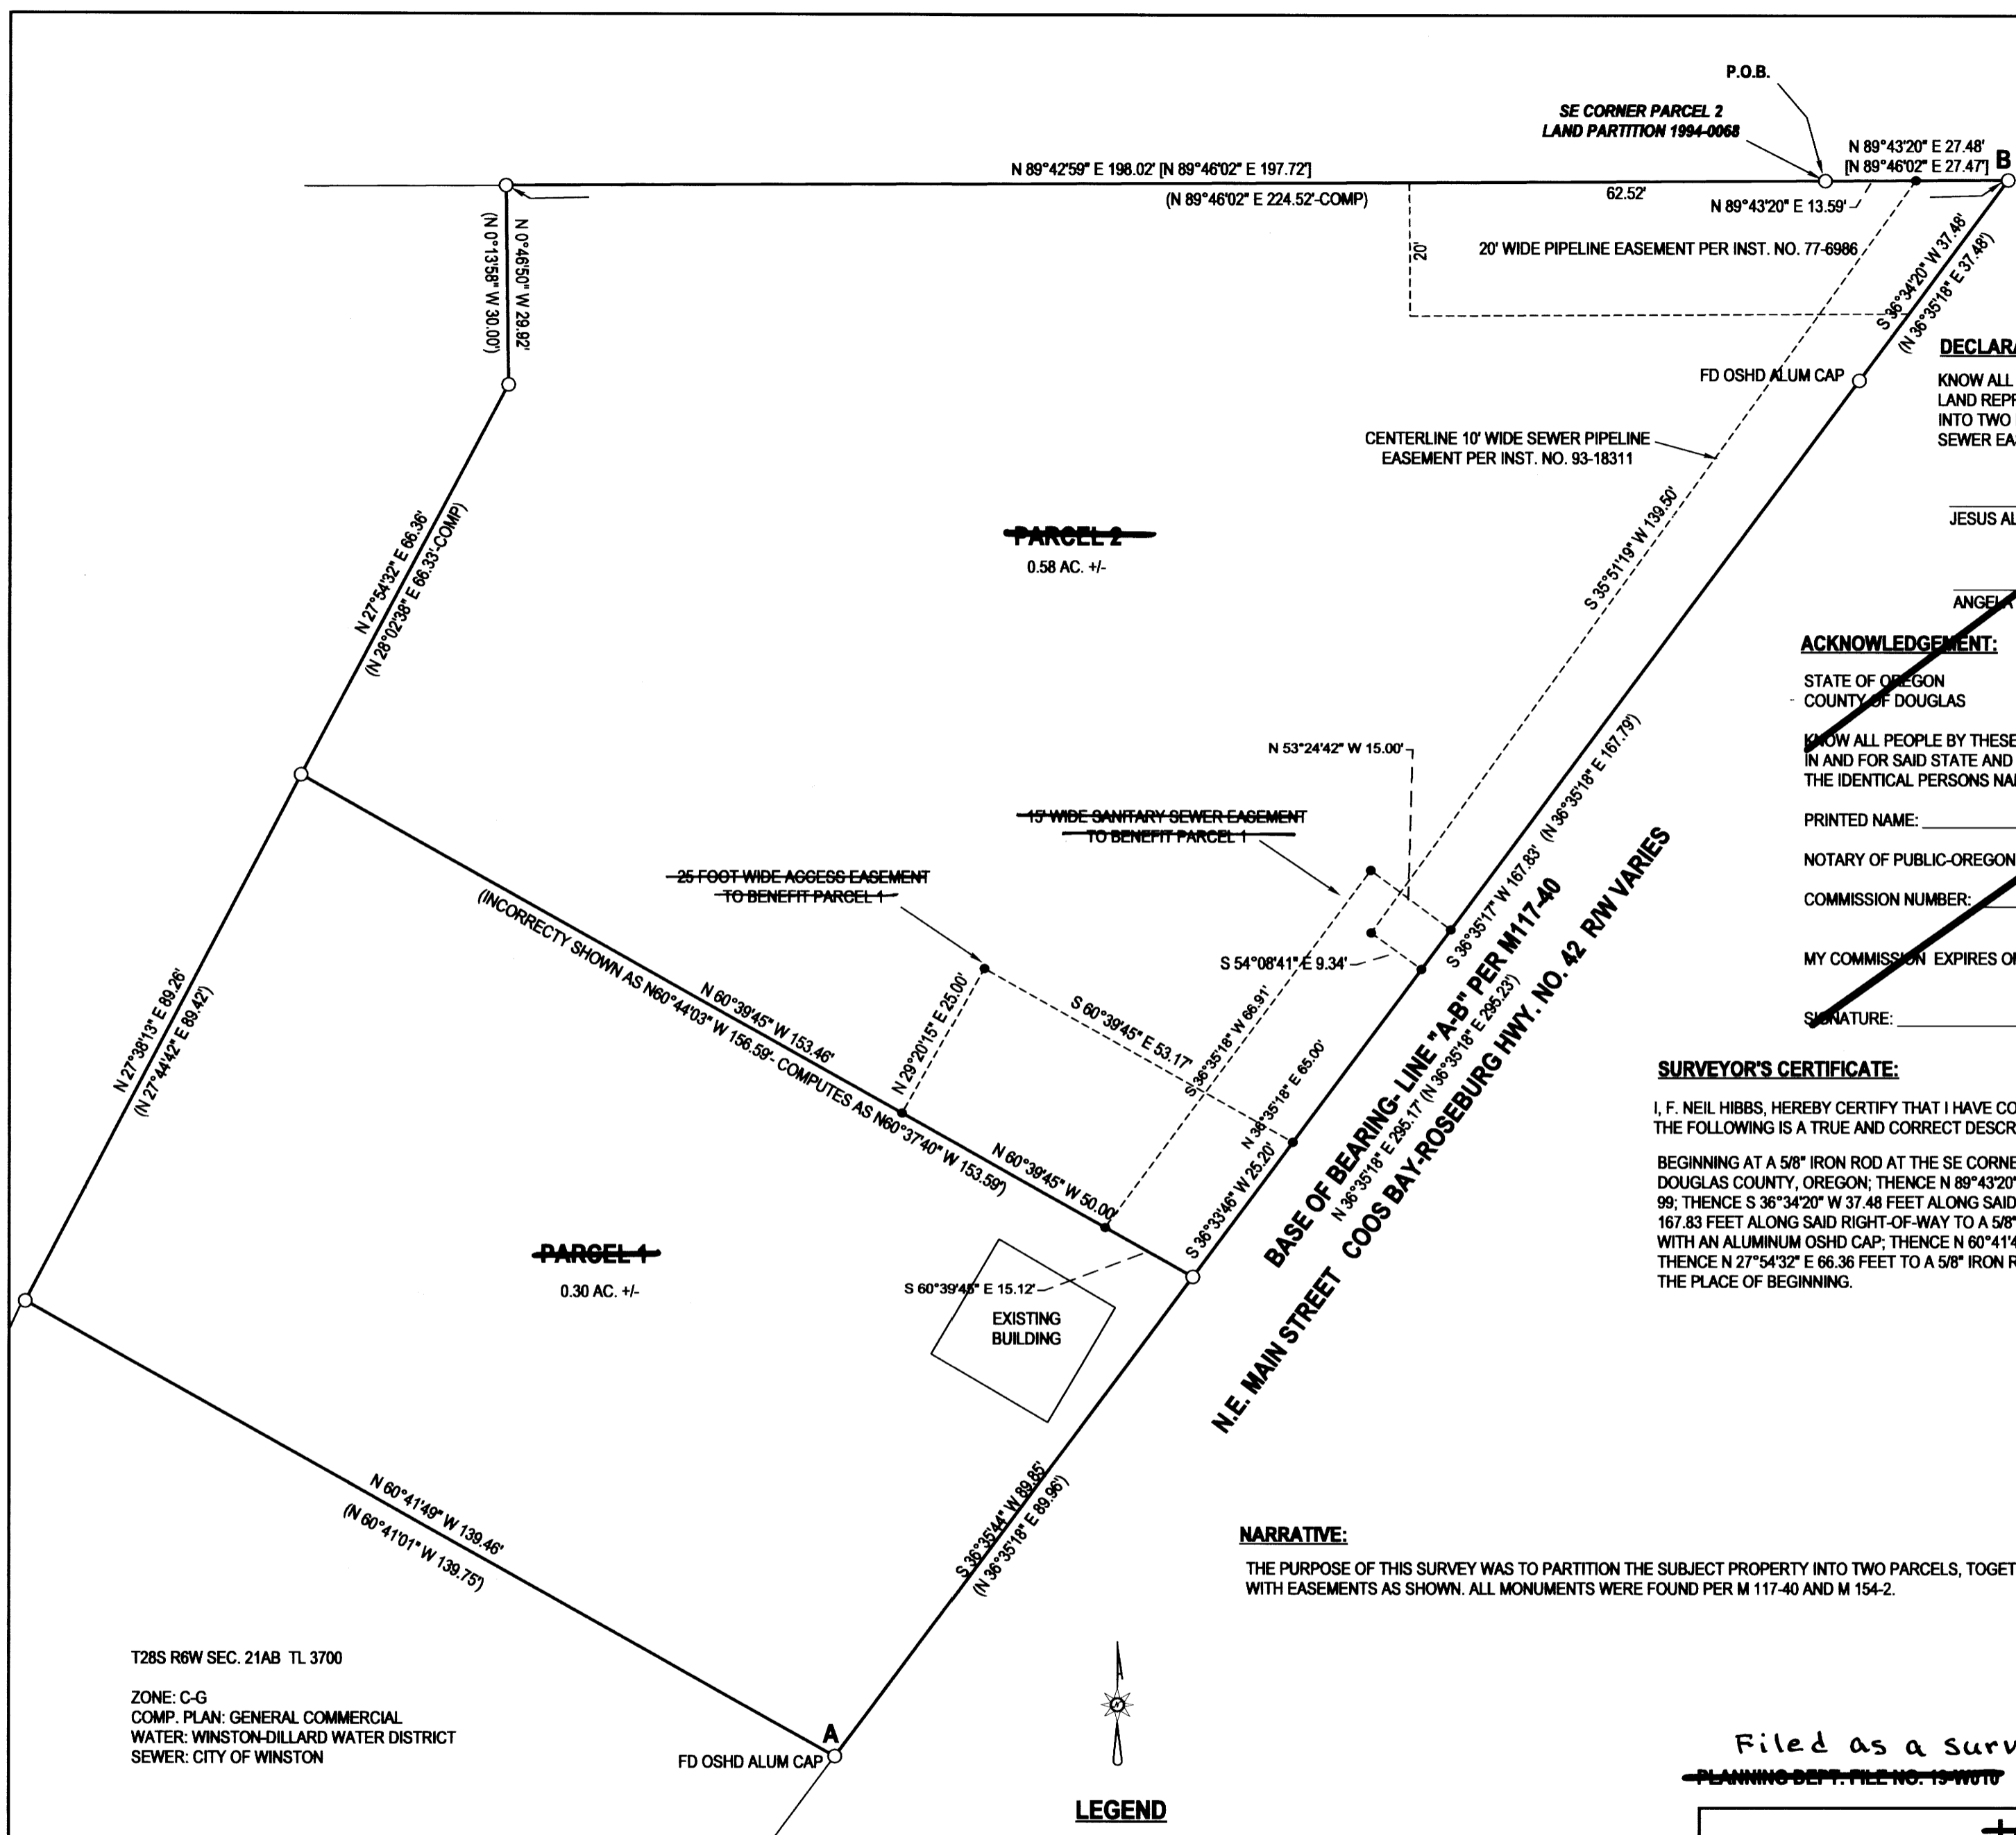 P.O.B.
SE CORNER PARCEL 2
LAND PARTITION 1994-0068
N 89°43'20" E 27.48'
[N 89°46'02" E 27.47']
B
N 89°42'59" E 198.02' [N 89°46'02" E 197.72']
(N 89°46'02" E 224.52'-COMP)
62.52'
N 89°43'20" E 13.59'
20'
20' WIDE PIPELINE EASEMENT PER INST. NO. 77-6986
S 36°34'20" W 37.48'
(N 36°35'18" E 37.48')
N 0°46'50" W 29.92'
(N 0°13'58" W 30.00')
FD OSHD ALUM CAP
CENTERLINE 10' WIDE SEWER PIPELINE
EASEMENT PER INST. NO. 93-18311
N 27°54'32" E 66.36'
(N 28°02'38" E 66.33'-COMP)
PARCEL 2
0.58 AC. +/-
S 35°51'19" W 139.50'
N 53°24'42" W 15.00'
15' WIDE SANITARY SEWER EASEMENT
TO BENEFIT PARCEL 1
25 FOOT WIDE ACCESS EASEMENT
TO BENEFIT PARCEL 1
S 36°35'17" W 167.83' (N 36°35'18" E 167.79')
S 54°08'41" E 9.34'
N 60°39'45" W 153.46'
(INCORRECTY SHOWN AS N60°44'03" W 156.59'- COMPUTES AS N60°37'40" W 153.59')
N 29°20'15" E 25.00'
S 60°39'45" E 53.17'
S 36°35'18" W 66.91'
N 36°35'18" E 65.00'
N 60°39'45" W 50.00'
S 36°33'46" W 25.20'
BASE OF BEARING- LINE "A-B" PER M117-40
N 36°35'18" E 295.17' (N 36°35'18" E 295.23')
N.E. MAIN STREET COOS BAY-ROSEBURG HWY. NO. 42 R/W VARIES
N 27°38'13" E 89.26'
(N 27°44'42" E 89.42')
PARCEL 1
0.30 AC. +/-
S 60°39'45" E 15.12'
EXISTING
BUILDING
N 60°41'49" W 139.46'
(N 60°41'01" W 139.75')
S 36°35'44" W 89.85'
(N 36°35'18" E 89.96')
A
FD OSHD ALUM CAP
T28S R6W SEC. 21AB TL 3700
ZONE: C-G
COMP. PLAN: GENERAL COMMERCIAL
WATER: WINSTON-DILLARD WATER DISTRICT
SEWER: CITY OF WINSTON
LEGEND
DECLARA
KNOW ALL
LAND REPR
INTO TWO
SEWER EA
JESUS AL
ANGELA
ACKNOWLEDGEMENT:
STATE OF OREGON
COUNTY OF DOUGLAS
KNOW ALL PEOPLE BY THESE
IN AND FOR SAID STATE AND
THE IDENTICAL PERSONS NA
PRINTED NAME:
NOTARY OF PUBLIC-OREGON
COMMISSION NUMBER:
MY COMMISSION EXPIRES O
SIGNATURE:
SURVEYOR'S CERTIFICATE:
I, F. NEIL HIBBS, HEREBY CERTIFY THAT I HAVE CO
THE FOLLOWING IS A TRUE AND CORRECT DESCR
BEGINNING AT A 5/8" IRON ROD AT THE SE CORNE
DOUGLAS COUNTY, OREGON; THENCE N 89°43'20"
99; THENCE S 36°34'20" W 37.48 FEET ALONG SAID
167.83 FEET ALONG SAID RIGHT-OF-WAY TO A 5/8"
WITH AN ALUMINUM OSHD CAP; THENCE N 60°41'4
THENCE N 27°54'32" E 66.36 FEET TO A 5/8" IRON R
THE PLACE OF BEGINNING.
NARRATIVE:
THE PURPOSE OF THIS SURVEY WAS TO PARTITION THE SUBJECT PROPERTY INTO TWO PARCELS, TOGET
WITH EASEMENTS AS SHOWN. ALL MONUMENTS WERE FOUND PER M 117-40 AND M 154-2.
Filed as a surv
PLANNING DEPT. FILE NO. 19-W010